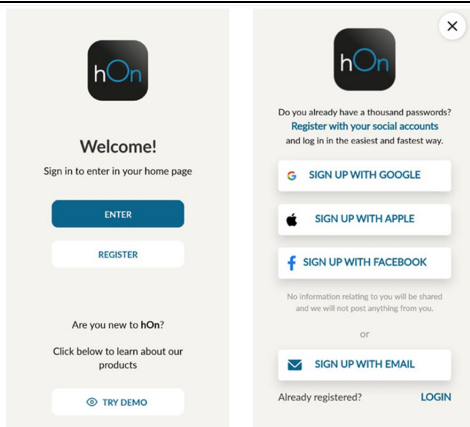 hOn
Welcome!
Sign in to enter in your home page
ENTER
REGISTER
Are you new to hOn?
Click below to learn about our
products
TRY DEMO
hOn
Do you already have a thousand passwords?
Register with your social accounts
and log in in the easiest and fastest way.
SIGN UP WITH GOOGLE
SIGN UP WITH APPLE
SIGN UP WITH FACEBOOK
No information relating to you will be shared
and we will not post anything from you.
or
SIGN UP WITH EMAIL
Already registered? LOGIN